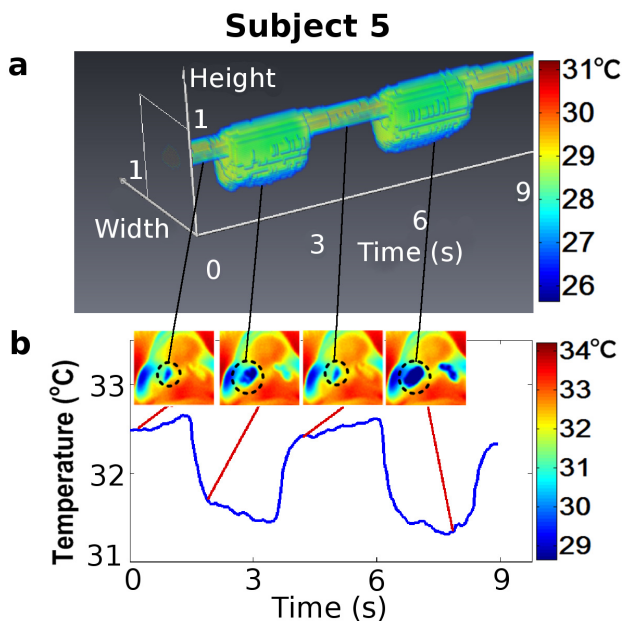 Subject 5
a
Height
1
1
Width
0
3
6
9
Time (s)
31°C
30
29
28
27
26
b
Temperature (°C)
33
32
31
0
3
6
9
Time (s)
34°C
33
32
31
30
29